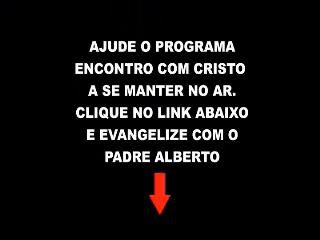 AJUDE O PROGRAMA
ENCONTRO COM CRISTO
A SE MANTER NO AR.
CLIQUE NO LINK ABAIXO
E EVANGELIZE COM O
PADRE ALBERTO